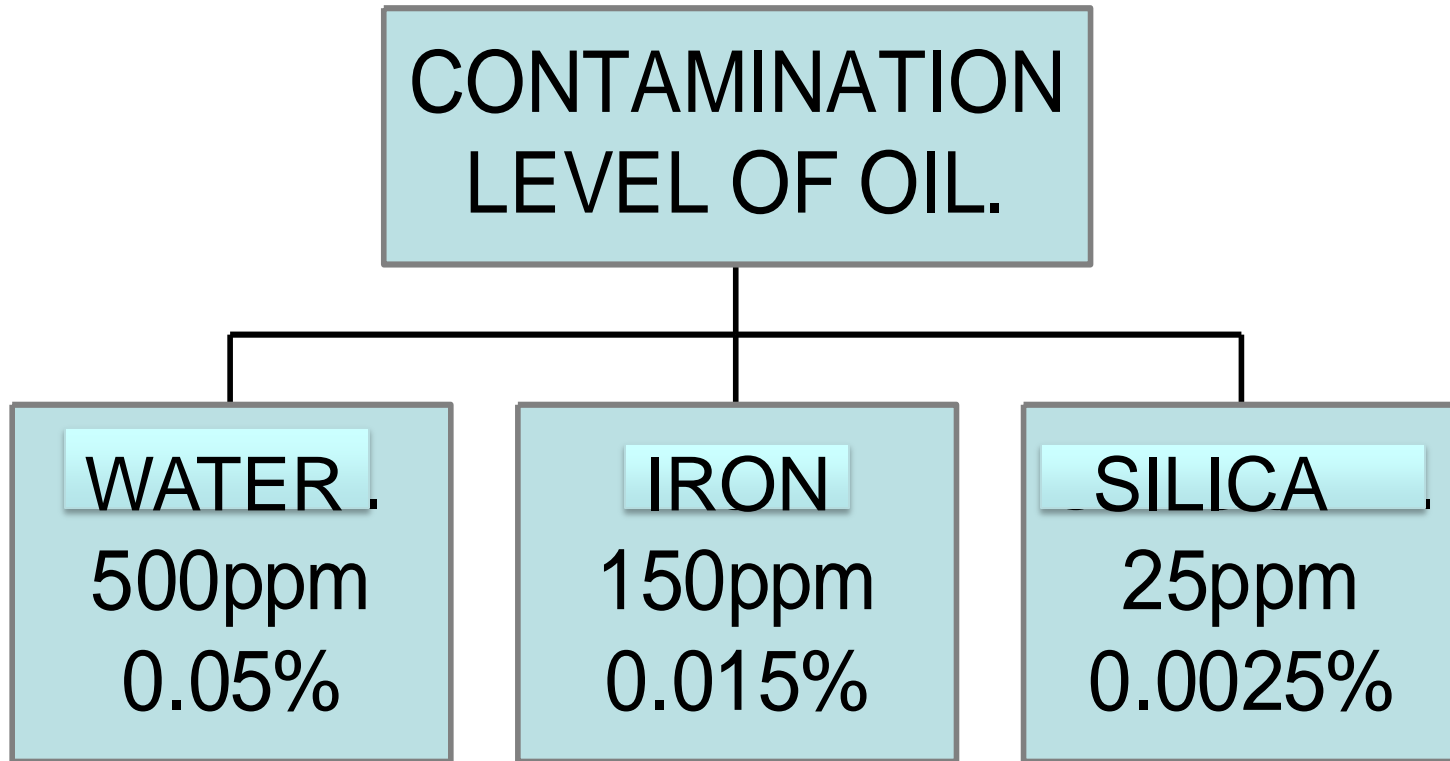 CONTAMINATION
LEVEL OF OIL.
WATER .
500ppm
0.05%
IRON
150ppm
0.015%
SILICA .
25ppm
0.0025%